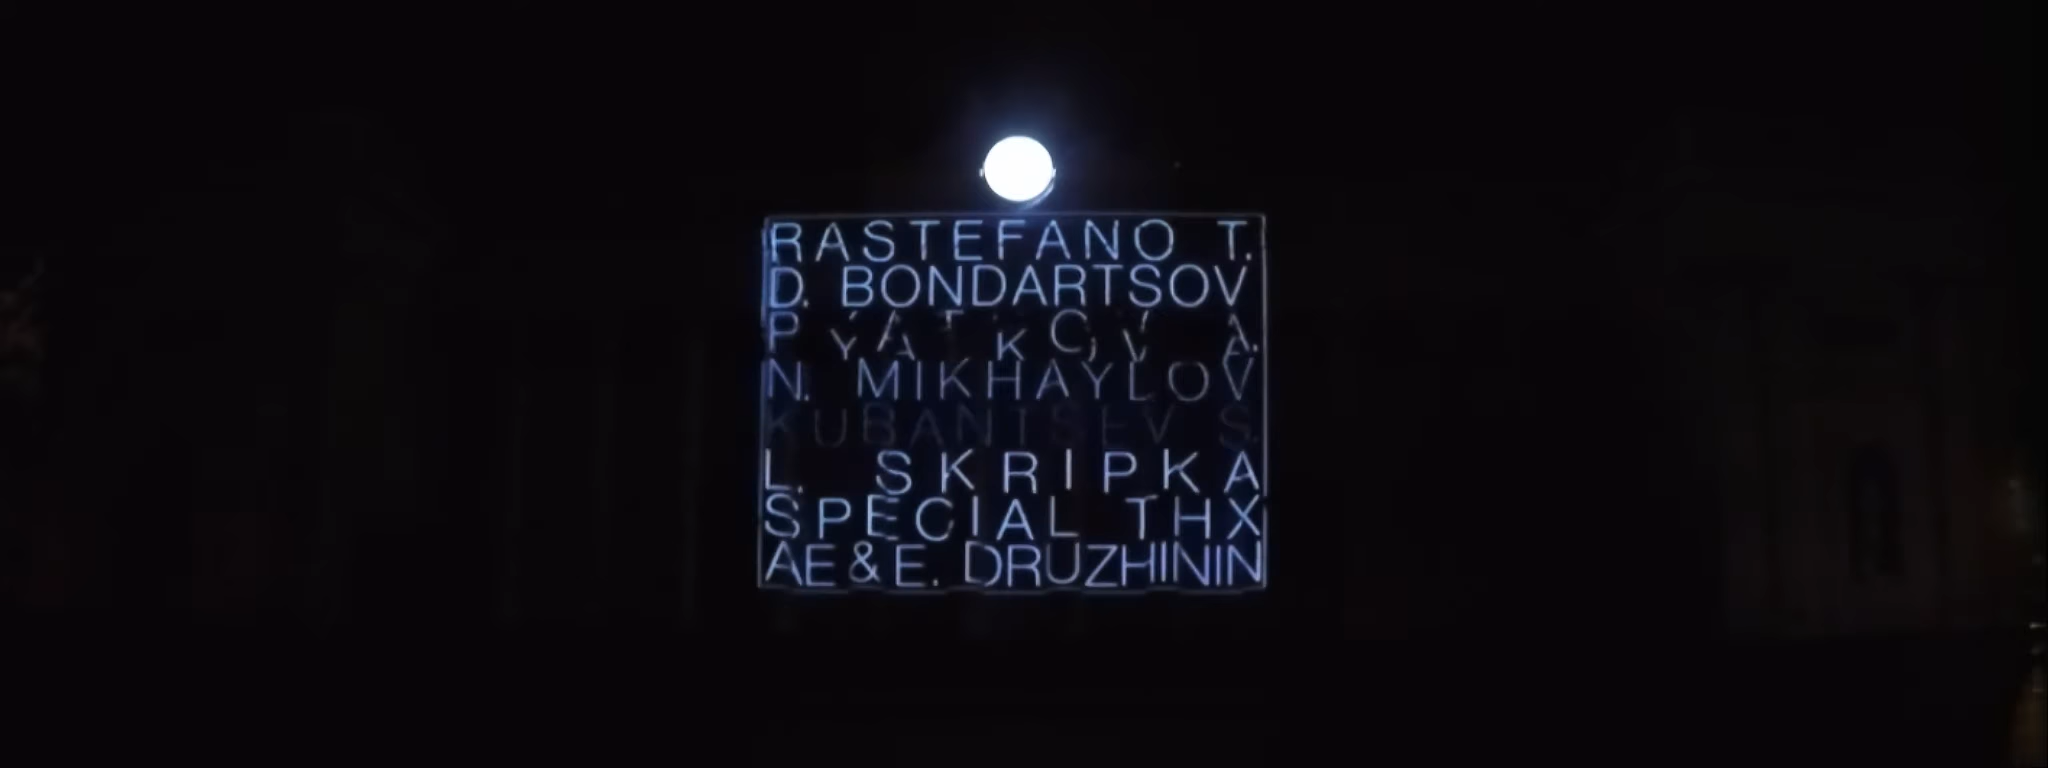 RASTEFANO T.
D. BONDARTSOV
PYATKOV A.
N. MIKHAYLOV
KUBANTSEV S.
L. SKRIPKA
SPECIAL THX
AE & E. DRUZHININ